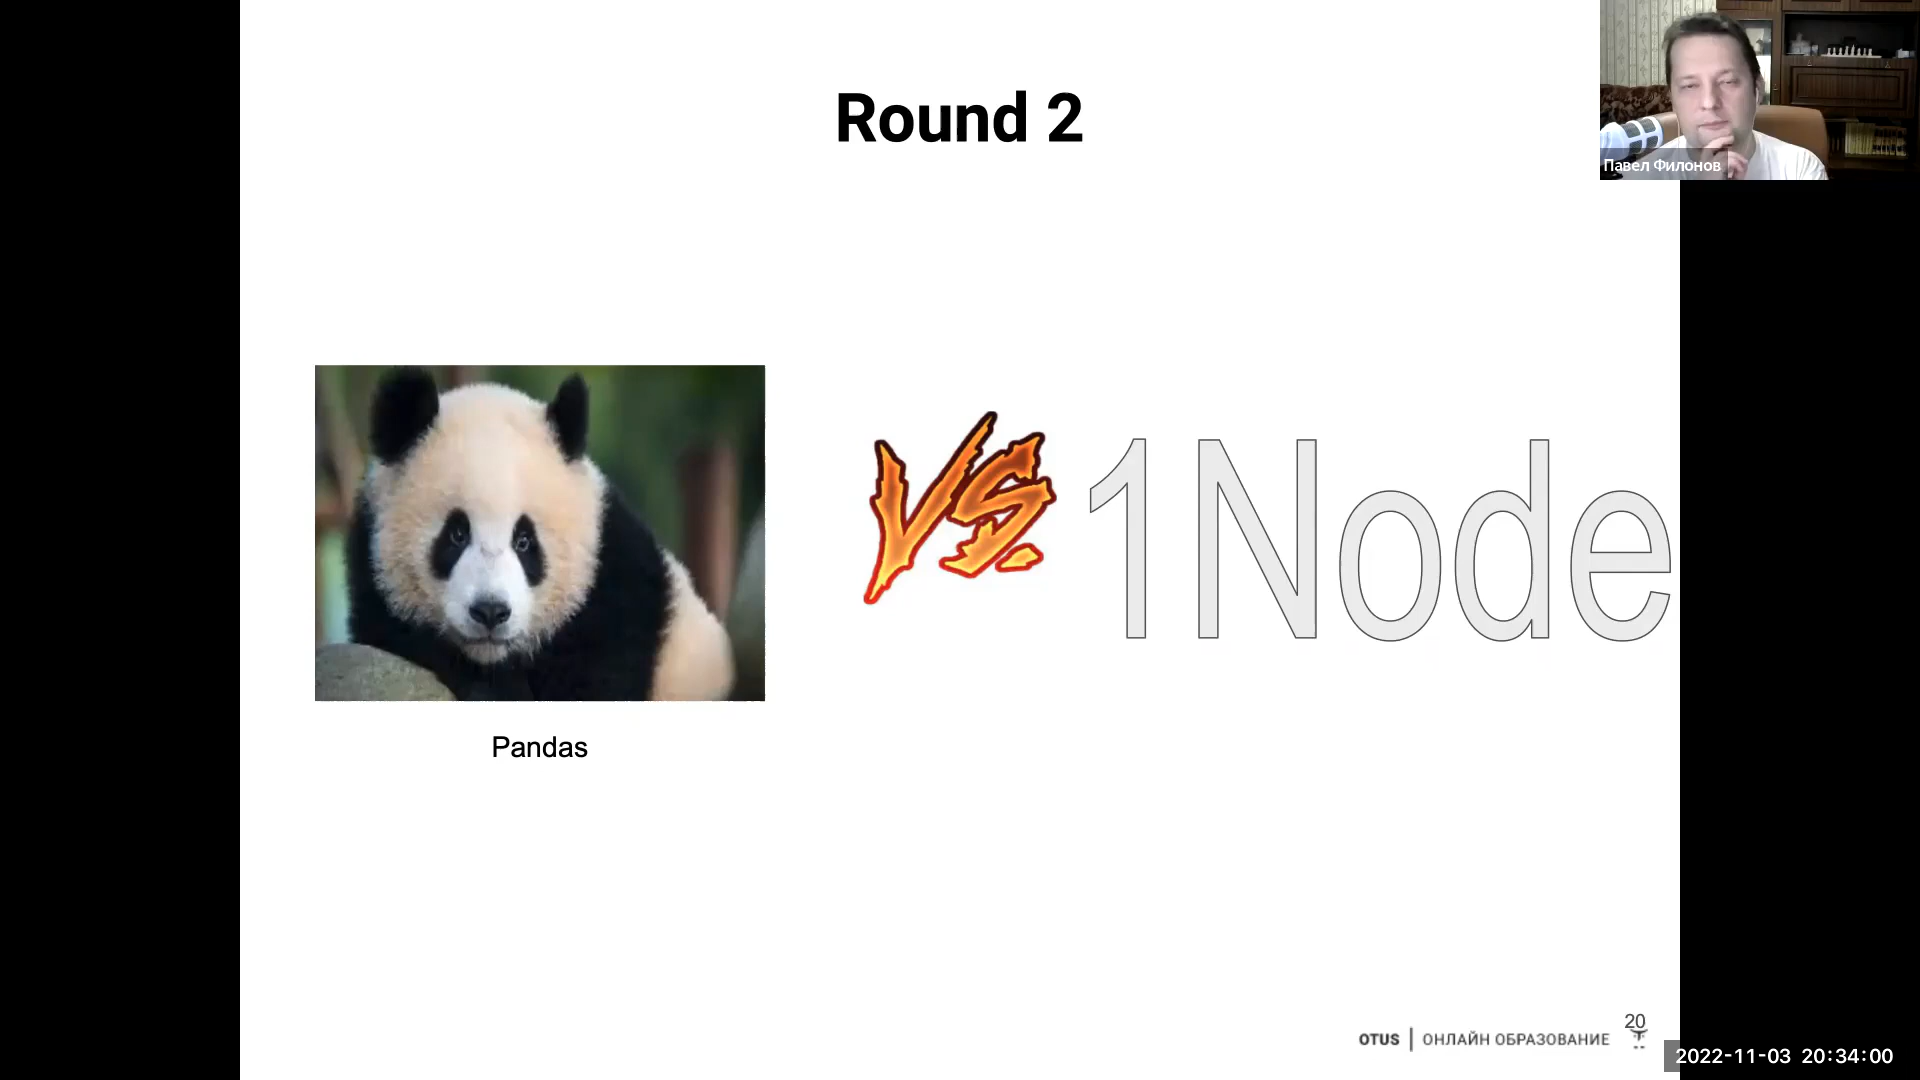 Round 2
Павел Филонов
VS.
1Node
Pandas
OTUS | ОНЛАЙН ОБРАЗОВАНИЕ
20
2022-11-03 20:34:00